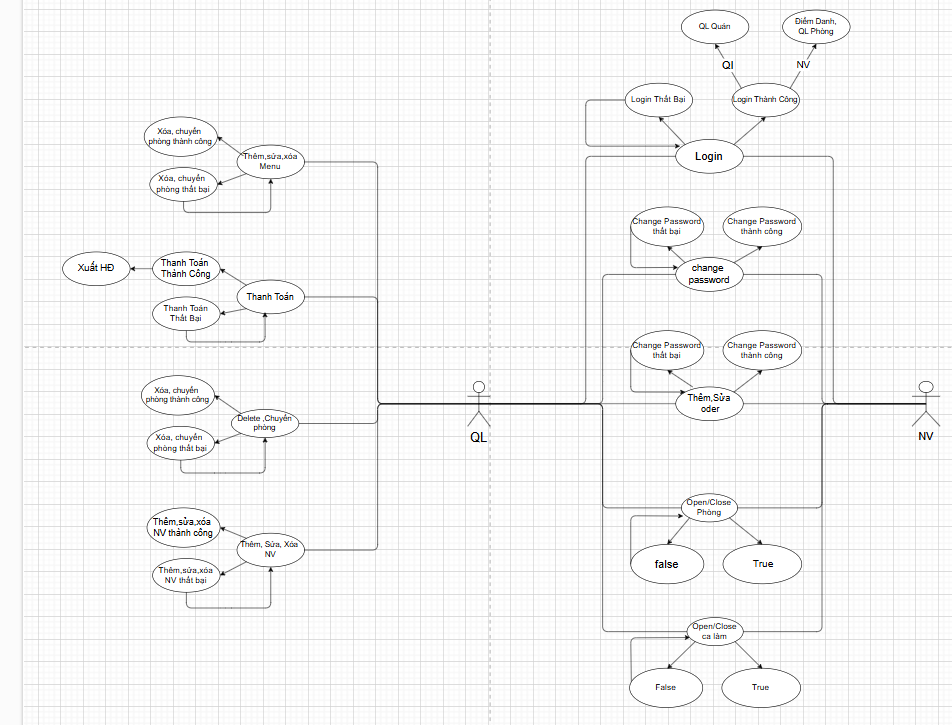 QL Quán
Điểm Danh,
QL Phòng
Ql
NV
Login Thất Bại
Login Thành Công
Login
Xóa, chuyển
phòng thành công
Thêm,sửa,xóa
Menu
Xóa, chuyển
phòng thất bại
Change Password
thất bại
Change Password
thành công
change
password
Xuất HĐ
Thanh Toán
Thành Công
Thanh Toán
Thanh Toán
Thất Bại
Change Password
thất bại
Change Password
thành công
Thêm,Sửa
oder
Xóa, chuyển
phòng thành công
Delete ,Chuyển
phòng
Xóa, chuyển
phòng thất bại
QL
NV
Open/Close
Phòng
false
True
Thêm,sửa,xóa
NV thành công
Thêm, Sửa, Xóa
NV
Thêm,sửa,xóa
NV thất bại
Open/Close
ca làm
False
True